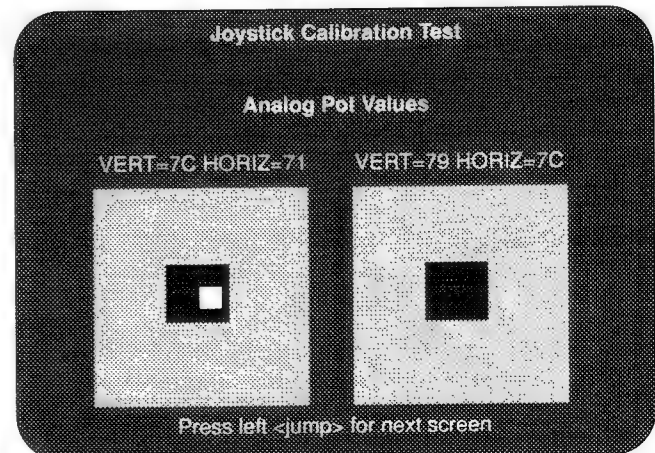 Joystick Calibration Test
Analog Pot Values
VERT=7C HORIZ=71 VERT=79 HORIZ=7C
Press left <jump> for next screen